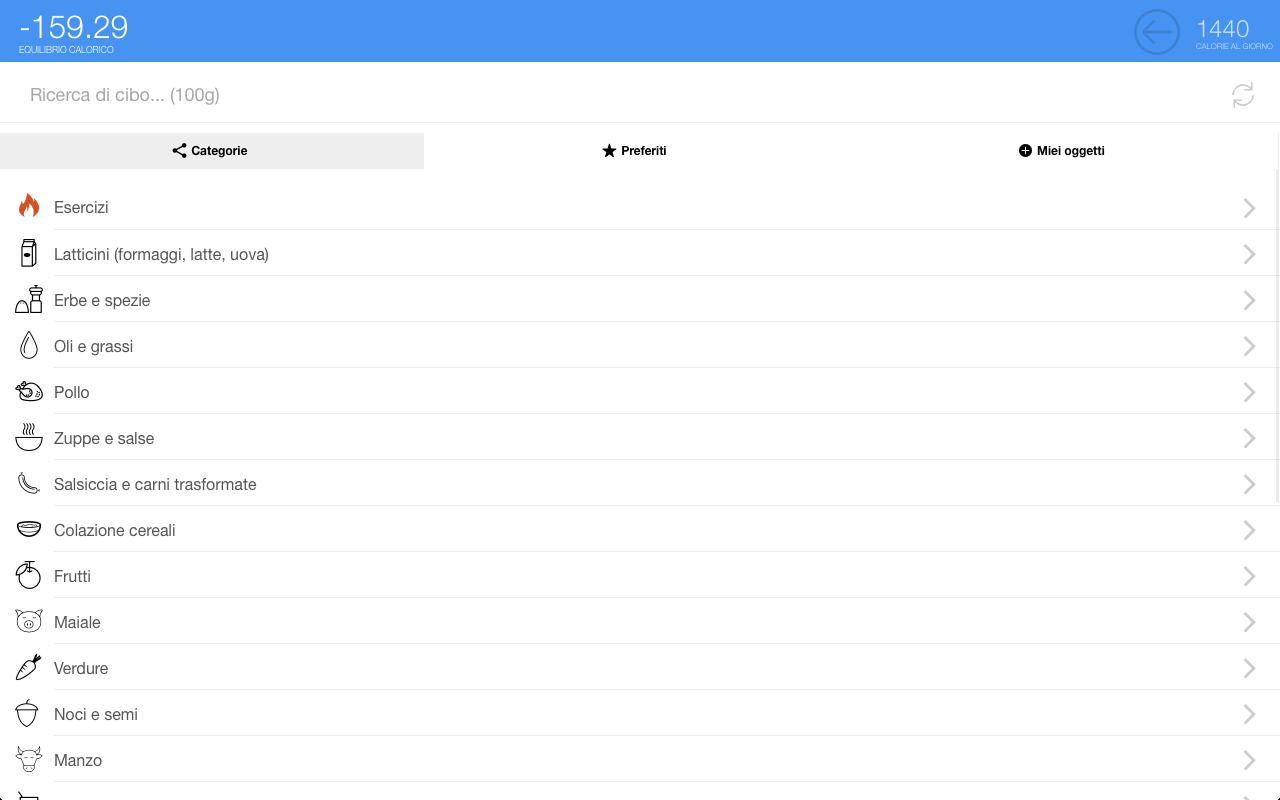 -159.29
EQUILIBRIO CALORICO
1440
CALORIE AL GIORNO
Ricerca di cibo... (100g)
Categorie
Preferiti
Miei oggetti
Esercizi
Latticini (formaggi, latte, uova)
Erbe e spezie
Oli e grassi
Pollo
Zuppe e salse
Salsiccia e carni trasformate
Colazione cereali
Frutti
Maiale
Verdure
Noci e semi
Manzo